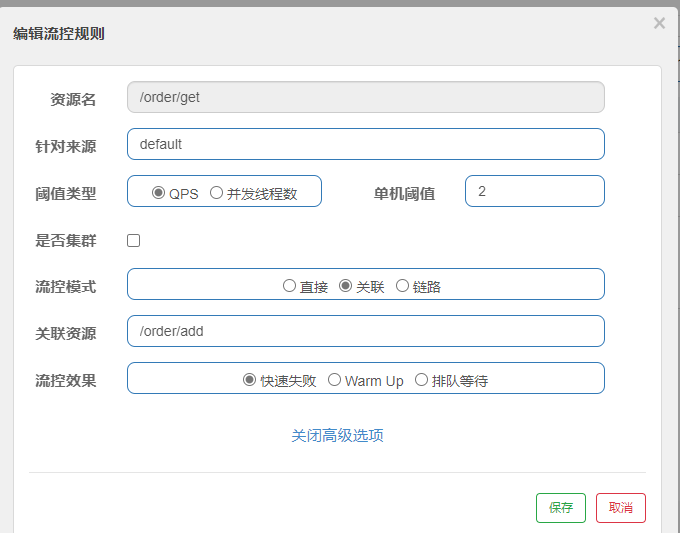 编辑流控规则 ×
资源名 /order/get
针对来源 default
阈值类型 QPS 并发线程数 单机阈值 2
是否集群
流控模式 直接 关联 链路
关联资源 /order/add
流控效果 快速失败 Warm Up 排队等待
关闭高级选项
保存 取消